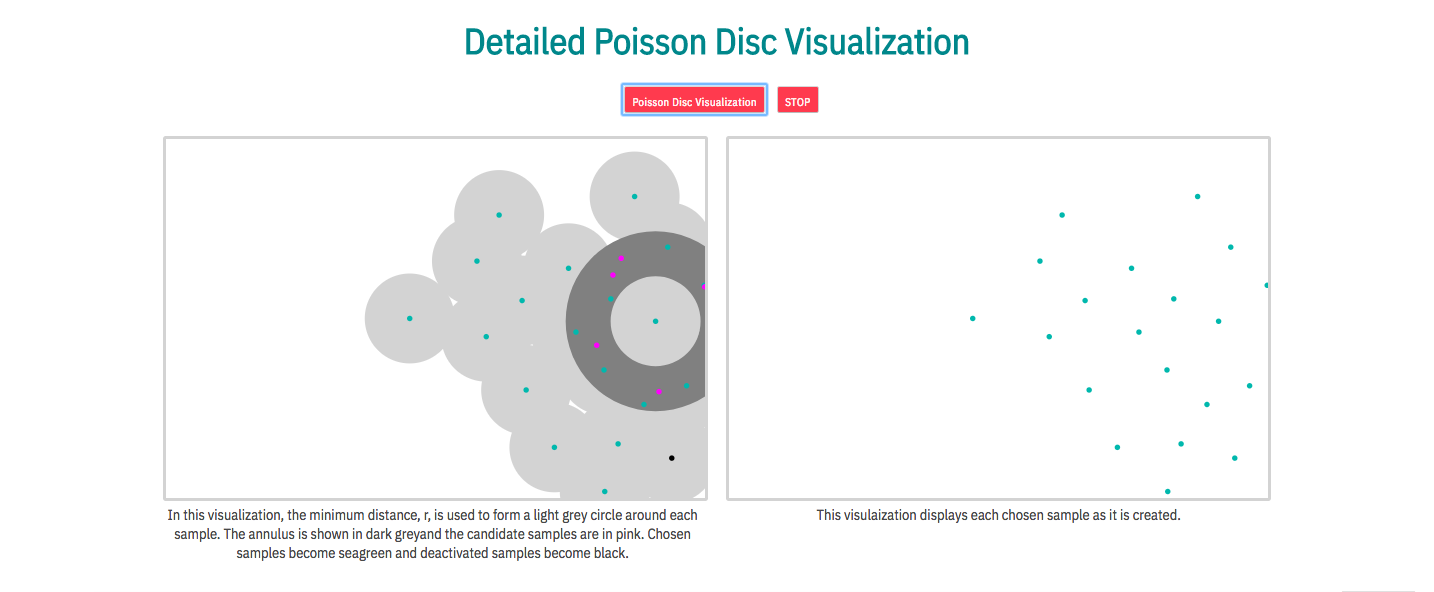 Detailed Poisson Disc Visualization
Poisson Disc Visualization STOP
In this visualization, the minimum distance, r, is used to form a light grey circle around each
sample. The annulus is shown in dark greyand the candidate samples are in pink. Chosen
samples become seagreen and deactivated samples become black.
This visulaization displays each chosen sample as it is created.